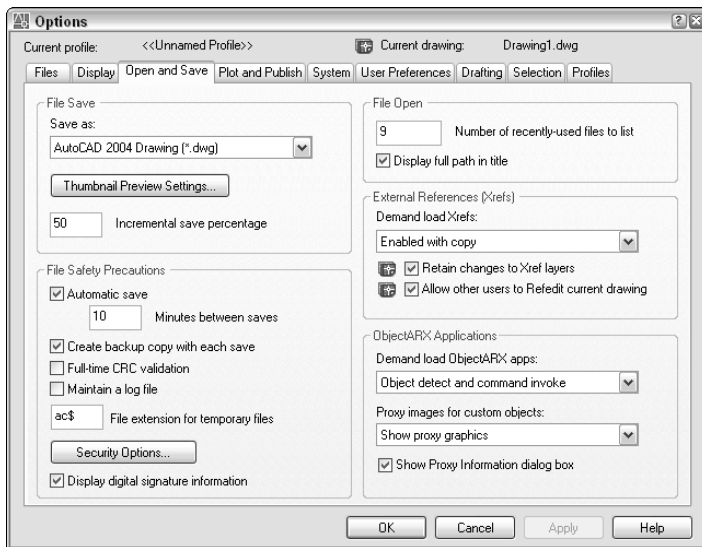 Options
Current profile: <<Unnamed Profile>> Current drawing: Drawing1.dwg
Files Display Open and Save Plot and Publish System User Preferences Drafting Selection Profiles
File Save
Save as:
AutoCAD 2004 Drawing (*.dwg)
Thumbnail Preview Settings...
50 Incremental save percentage
File Safety Precautions
Automatic save
10 Minutes between saves
Create backup copy with each save
Full-time CRC validation
Maintain a log file
ac$ File extension for temporary files
Security Options...
Display digital signature information
File Open
9 Number of recently-used files to list
Display full path in title
External References (Xrefs)
Demand load Xrefs:
Enabled with copy
Retain changes to Xref layers
Allow other users to Refedit current drawing
ObjectARX Applications
Demand load ObjectARX apps:
Object detect and command invoke
Proxy images for custom objects:
Show proxy graphics
Show Proxy Information dialog box
OK Cancel Apply Help